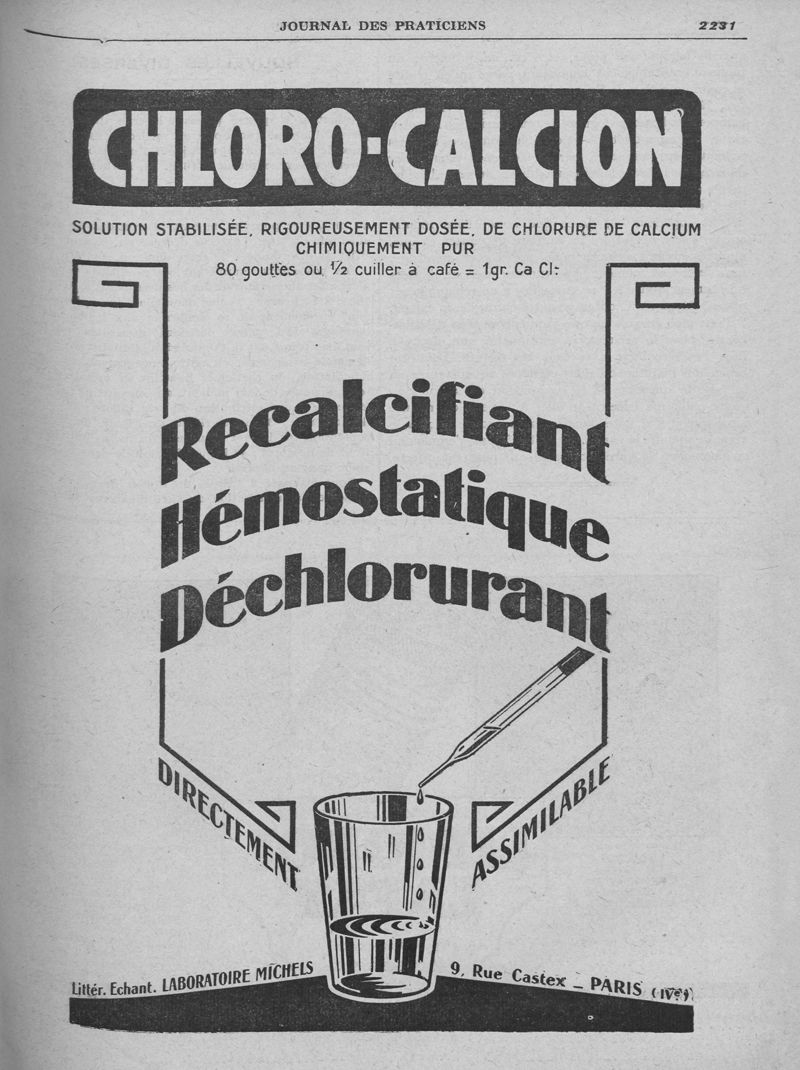 JOURNAL DES PRATICIENS 2231
CHLORO-CALCION
SOLUTION STABILISÉE, RIGOUREUSEMENT DOSÉE, DE CHLORURE DE CALCIUM
CHIMIQUEMENT PUR
80 gouttes ou 1/2 cuiller à café = 1gr. Ca Cl²
Recalcifiant
Hémostatique
Déchlorurant
DIRECTEMENT
ASSIMILABLE
Littér. Echant. LABORATOIRE MICHELS
9, Rue Castex _ PARIS (IVe)